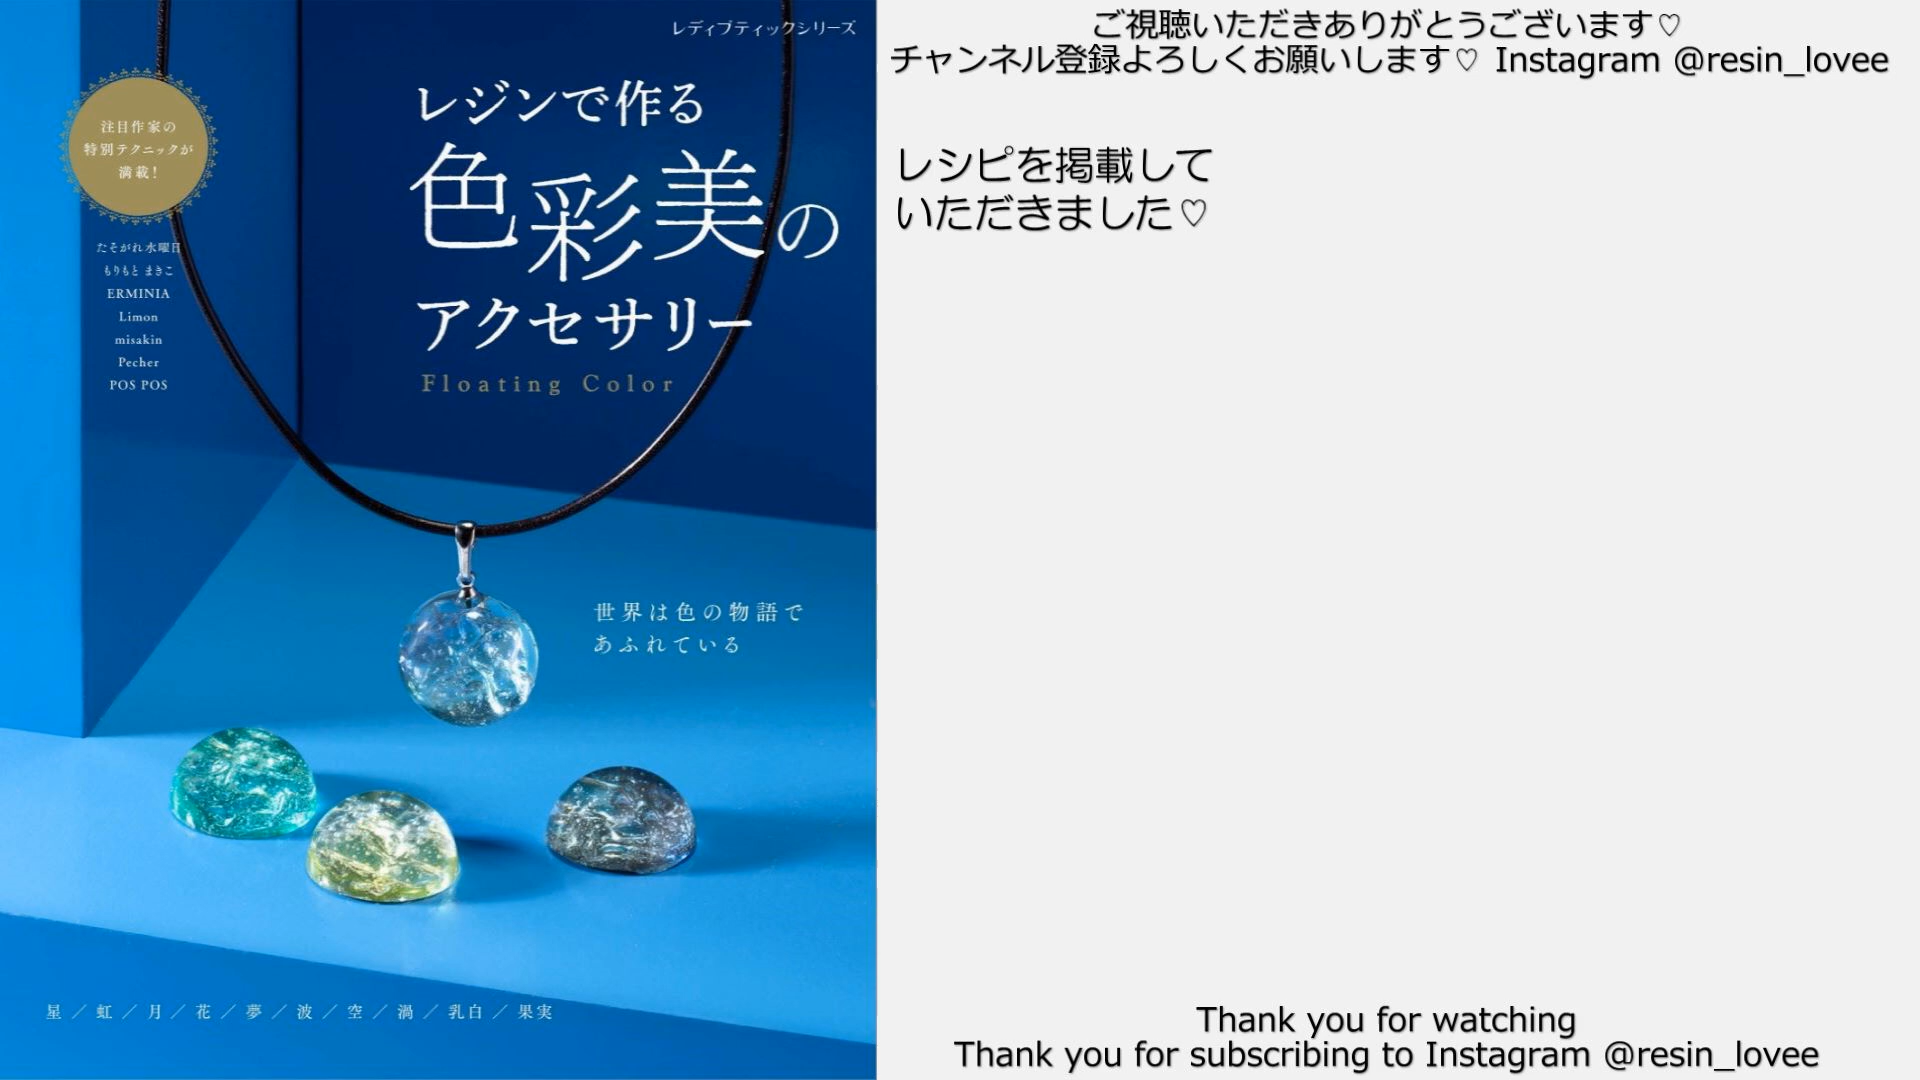 レディブティックシリーズ
注目作家の
特別テクニックが
満載!
レジンで作る
色彩美の
アクセサリー
Floating Color
たそがれ水曜日
もりもと まきこ
ERMINIA
Limon
misakin
Pecher
POS POS
世界は色の物語で
あふれている
星／虹／月／花／夢／波／空／渦／乳白／果実
ご視聴いただきありがとうございます♡
チャンネル登録よろしくお願いします♡ Instagram @resin_lovee
レシピを掲載して
いただきました♡
Thank you for watching
Thank you for subscribing to Instagram @resin_lovee